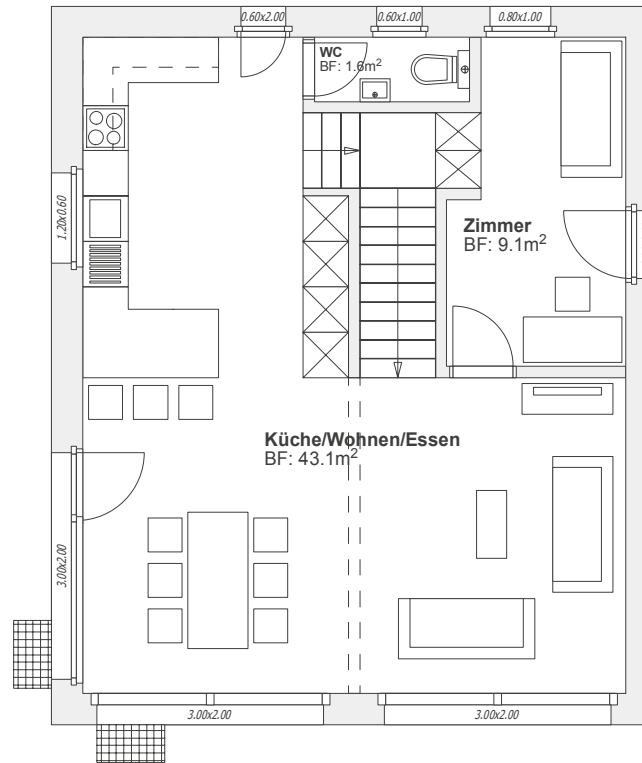 0.60x2.00
0.60x1.00
0.80x1.00
WC
BF: 1.6m²
1.20x0.60
Zimmer
BF: 9.1m²
Küche/Wohnen/Essen
BF: 43.1m²
3.00x2.00
3.00x2.00
3.00x2.00